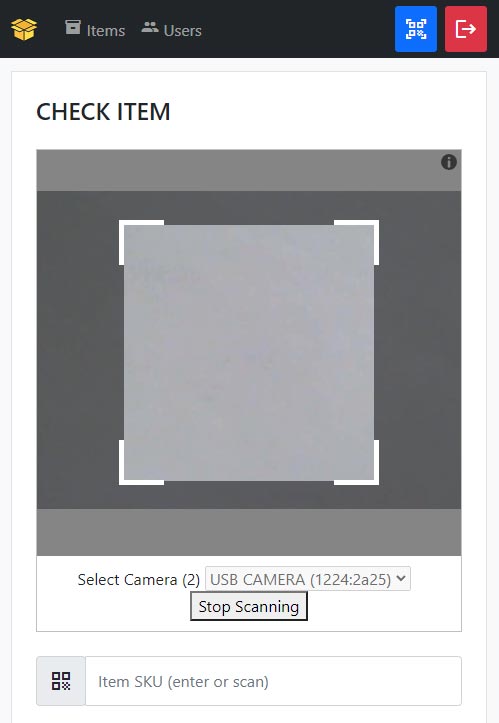 Items Users
CHECK ITEM
Select Camera (2) USB CAMERA (1224:2a25)
Stop Scanning
Item SKU (enter or scan)